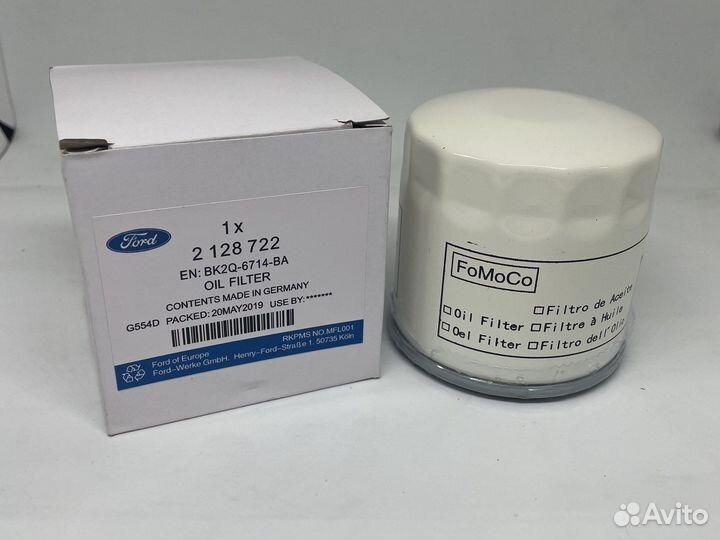 Ford
1x
2 128 722
EN: BK2Q-6714-BA
OIL FILTER
CONTENTS MADE IN GERMANY
G554D PACKED:20MAY2019 USE BY:*******
RKPMS NO.MFL001
Ford of Europe
Ford-Werke GmbH. Henry-Ford-Straße 1. 50735 Köln
FoMoCo
Oil Filter
Oel Filter
Filtro de Aceite
Filtre à Huile
Filtro dell'Olio
Avito